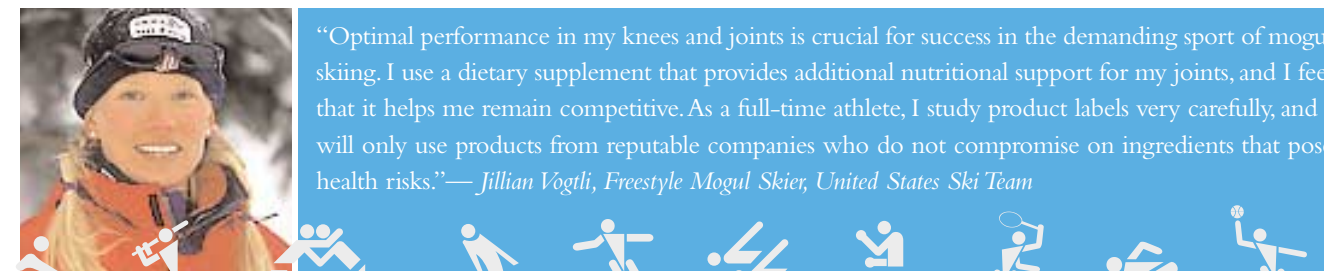 “Optimal performance in my knees and joints is crucial for success in the demanding sport of mogu
skiing. I use a dietary supplement that provides additional nutritional support for my joints, and I fee
that it helps me remain competitive. As a full-time athlete, I study product labels very carefully, and
will only use products from reputable companies who do not compromise on ingredients that pose
health risks.”— Jillian Vogtli, Freestyle Mogul Skier, United States Ski Team